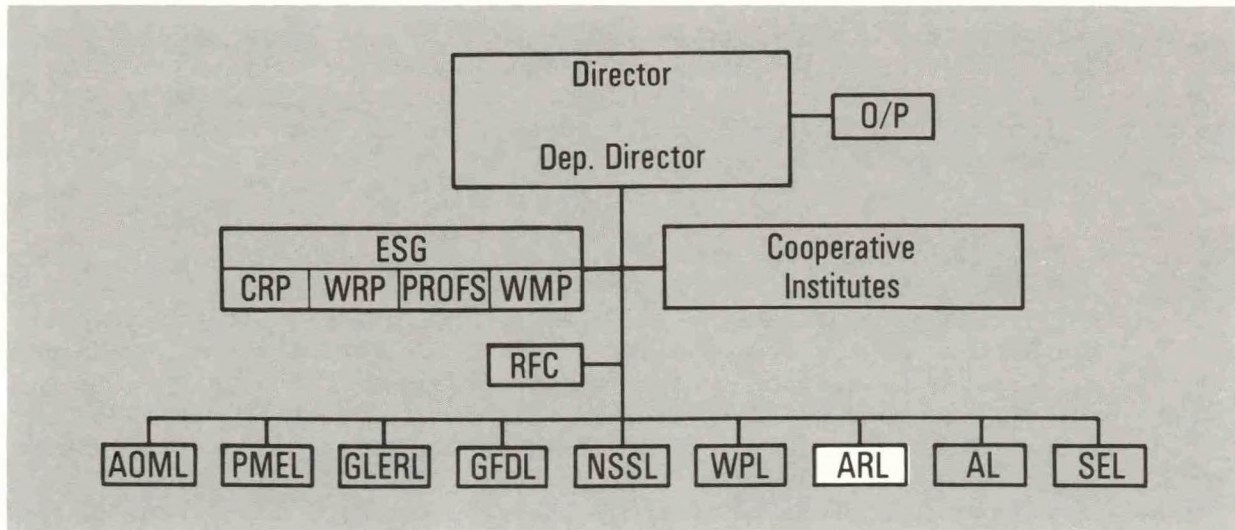 Director
O/P
Dep. Director
ESG
CRP WRP PROFS WMP
Cooperative
Institutes
RFC
AOML PMEL GLERL GFDL NSSL WPL ARL AL SEL